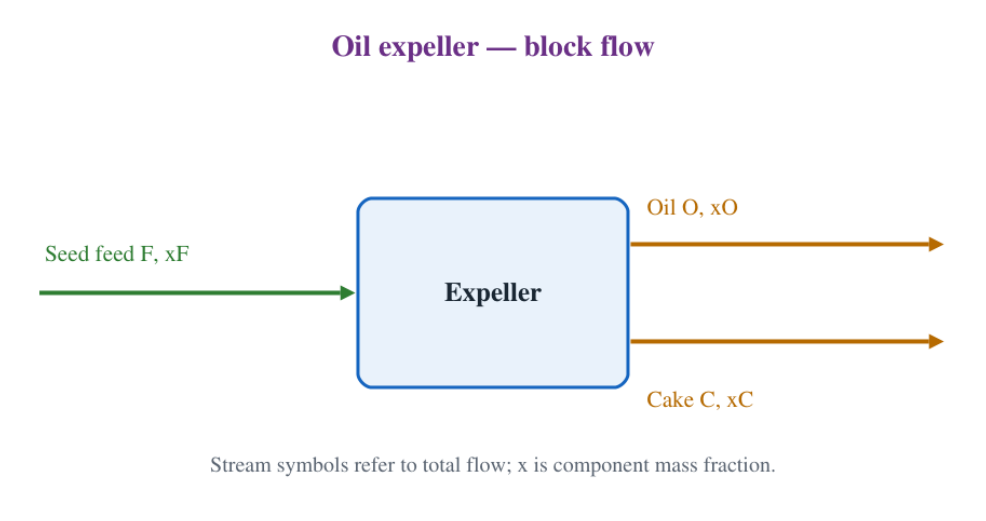 Oil expeller — block flow
Oil O, xO
Seed feed F, xF
Expeller
Cake C, xC
Stream symbols refer to total flow; x is component mass fraction.